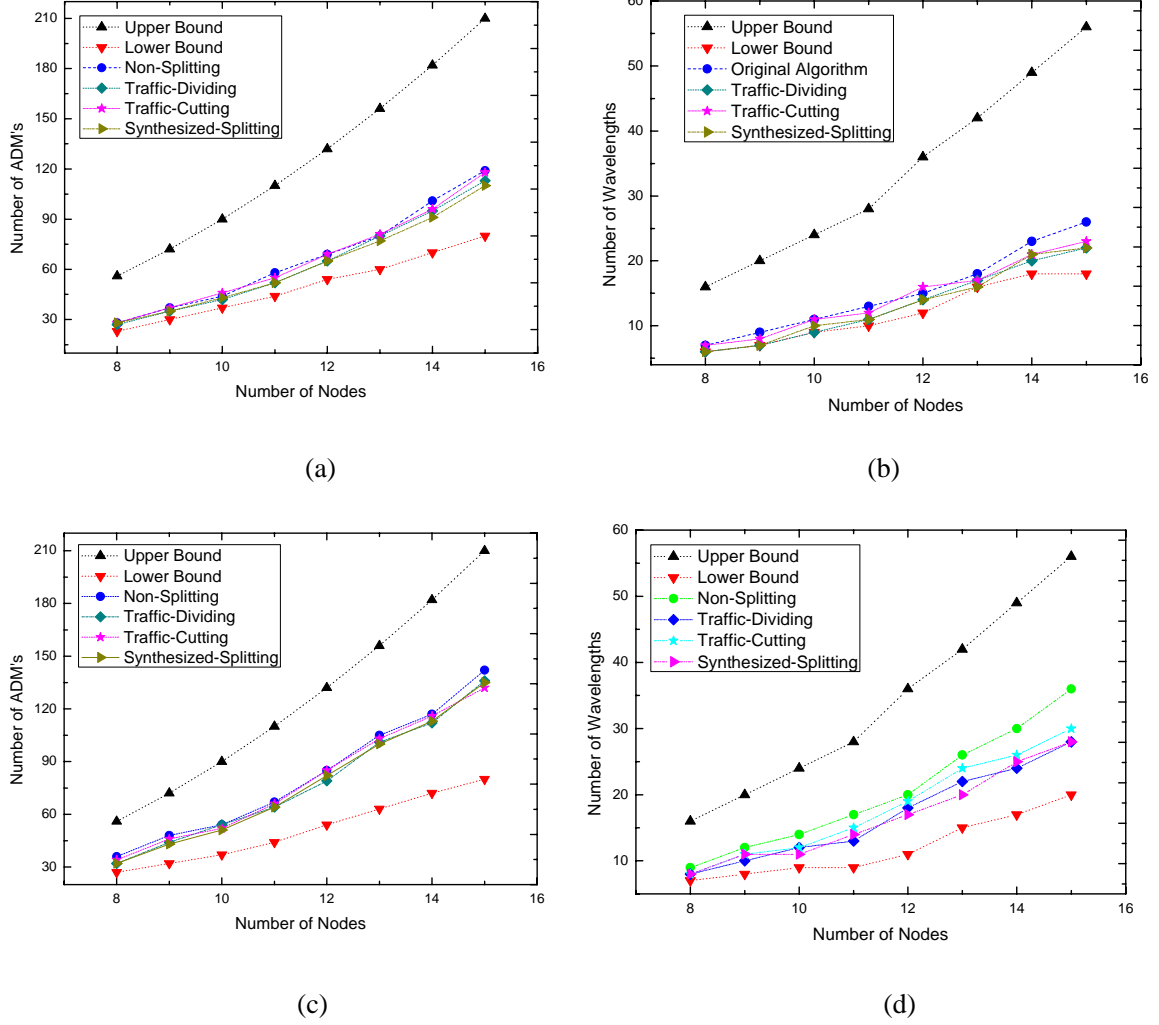 210
180
150
120
90
60
30
Number of ADM's
Upper Bound
Lower Bound
Non-Splitting
Traffic-Dividing
Traffic-Cutting
Synthesized-Splitting
8
10
12
14
16
Number of Nodes
(a)
60
50
40
30
20
10
Number of Wavelengths
Upper Bound
Lower Bound
Original Algorithm
Traffic-Dividing
Traffic-Cutting
Synthesized-Splitting
8
10
12
14
16
Number of Nodes
(b)
210
180
150
120
90
60
30
Number of ADM's
Upper Bound
Lower Bound
Non-Splitting
Traffic-Dividing
Traffic-Cutting
Synthesized-Splitting
8
10
12
14
16
Number of Nodes
(c)
60
50
40
30
20
10
Number of Wavelengths
Upper Bound
Lower Bound
Non-Splitting
Traffic-Dividing
Traffic-Cutting
Synthesized-Splitting
8
10
12
14
16
Number of Nodes
(d)